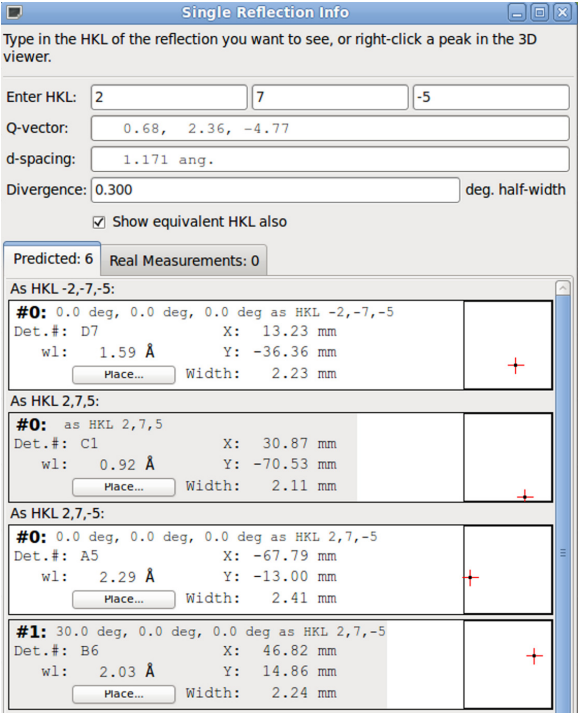 Single Reflection Info
Type in the HKL of the reflection you want to see, or right-click a peak in the 3D
viewer.
Enter HKL: 2 7 -5
Q-vector: 0.68, 2.36, -4.77
d-spacing: 1.171 ang.
Divergence: 0.300 deg. half-width
Show equivalent HKL also
Predicted: 6 Real Measurements: 0
As HKL -2,-7,-5:
#0: 0.0 deg, 0.0 deg, 0.0 deg as HKL -2,-7,-5
Det.#: D7 X: 13.23 mm
wl: 1.59 Å Y: -36.36 mm
Place... Width: 2.23 mm
As HKL 2,7,5:
#0: as HKL 2,7,5
Det.#: C1 X: 30.87 mm
wl: 0.92 Å Y: -70.53 mm
Place... Width: 2.11 mm
As HKL 2,7,-5:
#0: 0.0 deg, 0.0 deg, 0.0 deg as HKL 2,7,-5
Det.#: A5 X: -67.79 mm
wl: 2.29 Å Y: -13.00 mm
Place... Width: 2.41 mm
#1: 30.0 deg, 0.0 deg, 0.0 deg as HKL 2,7,-5
Det.#: B6 X: 46.82 mm
wl: 2.03 Å Y: 14.86 mm
Place... Width: 2.24 mm